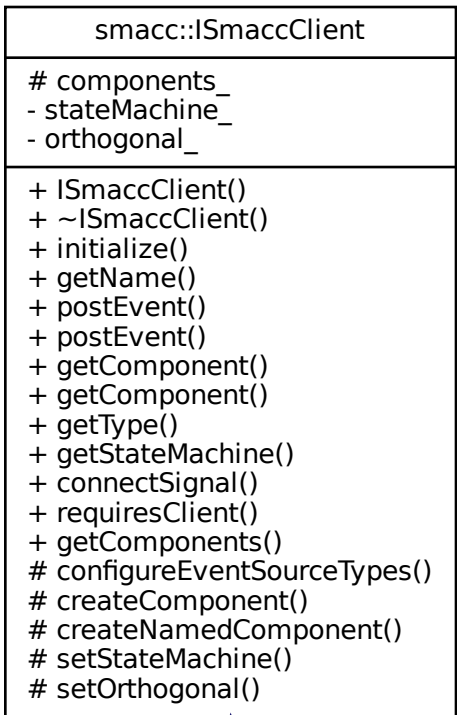 smacc::ISmaccClient
# components_
- stateMachine_
- orthogonal_
+ ISmaccClient()
+ ~ISmaccClient()
+ initialize()
+ getName()
+ postEvent()
+ postEvent()
+ getComponent()
+ getComponent()
+ getType()
+ getStateMachine()
+ connectSignal()
+ requiresClient()
+ getComponents()
# configureEventSourceTypes()
# createComponent()
# createNamedComponent()
# setStateMachine()
# setOrthogonal()